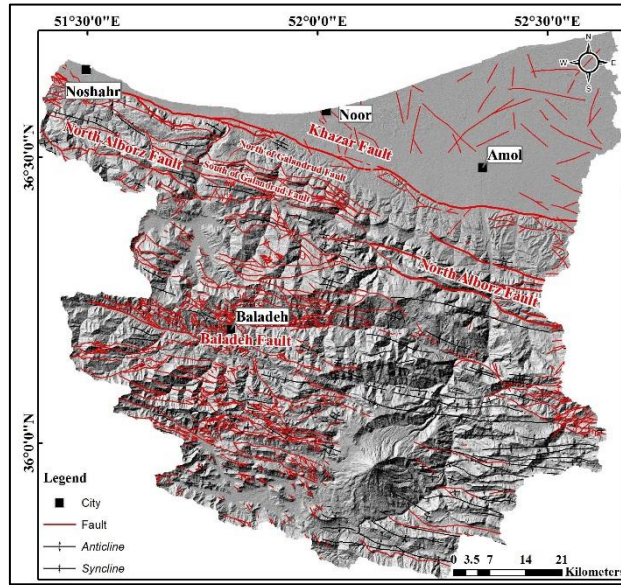 51°30'0"E
52°0'0"E
52°30'0"E
N
W
E
S
Noshahr
Noor
Khazar Fault
Amol
36°30'0"N
North Alborz Fault
North of Galandrud Fault
South of Galandrud Fault
North Alborz Fault
Baladeh
Baladeh Fault
36°0'0"N
Legend
City
Fault
Anticline
Syncline
0 3.5 7 14 21
Kilometers